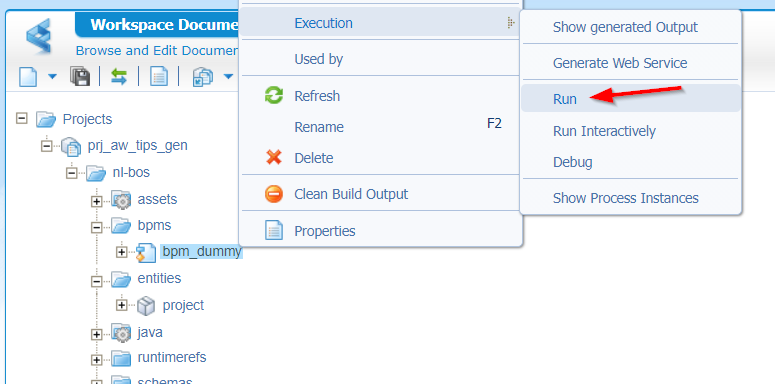 Workspace Docume
Browse and Edit Documen
Projects
prj_aw_tips_gen
nl-bos
assets
bpms
bpm_dummy
entities
project
java
runtimerefs
schemas
Execution
Used by
Refresh
Rename F2
Delete
Clean Build Output
Properties
Show generated Output
Generate Web Service
Run
Run Interactively
Debug
Show Process Instances